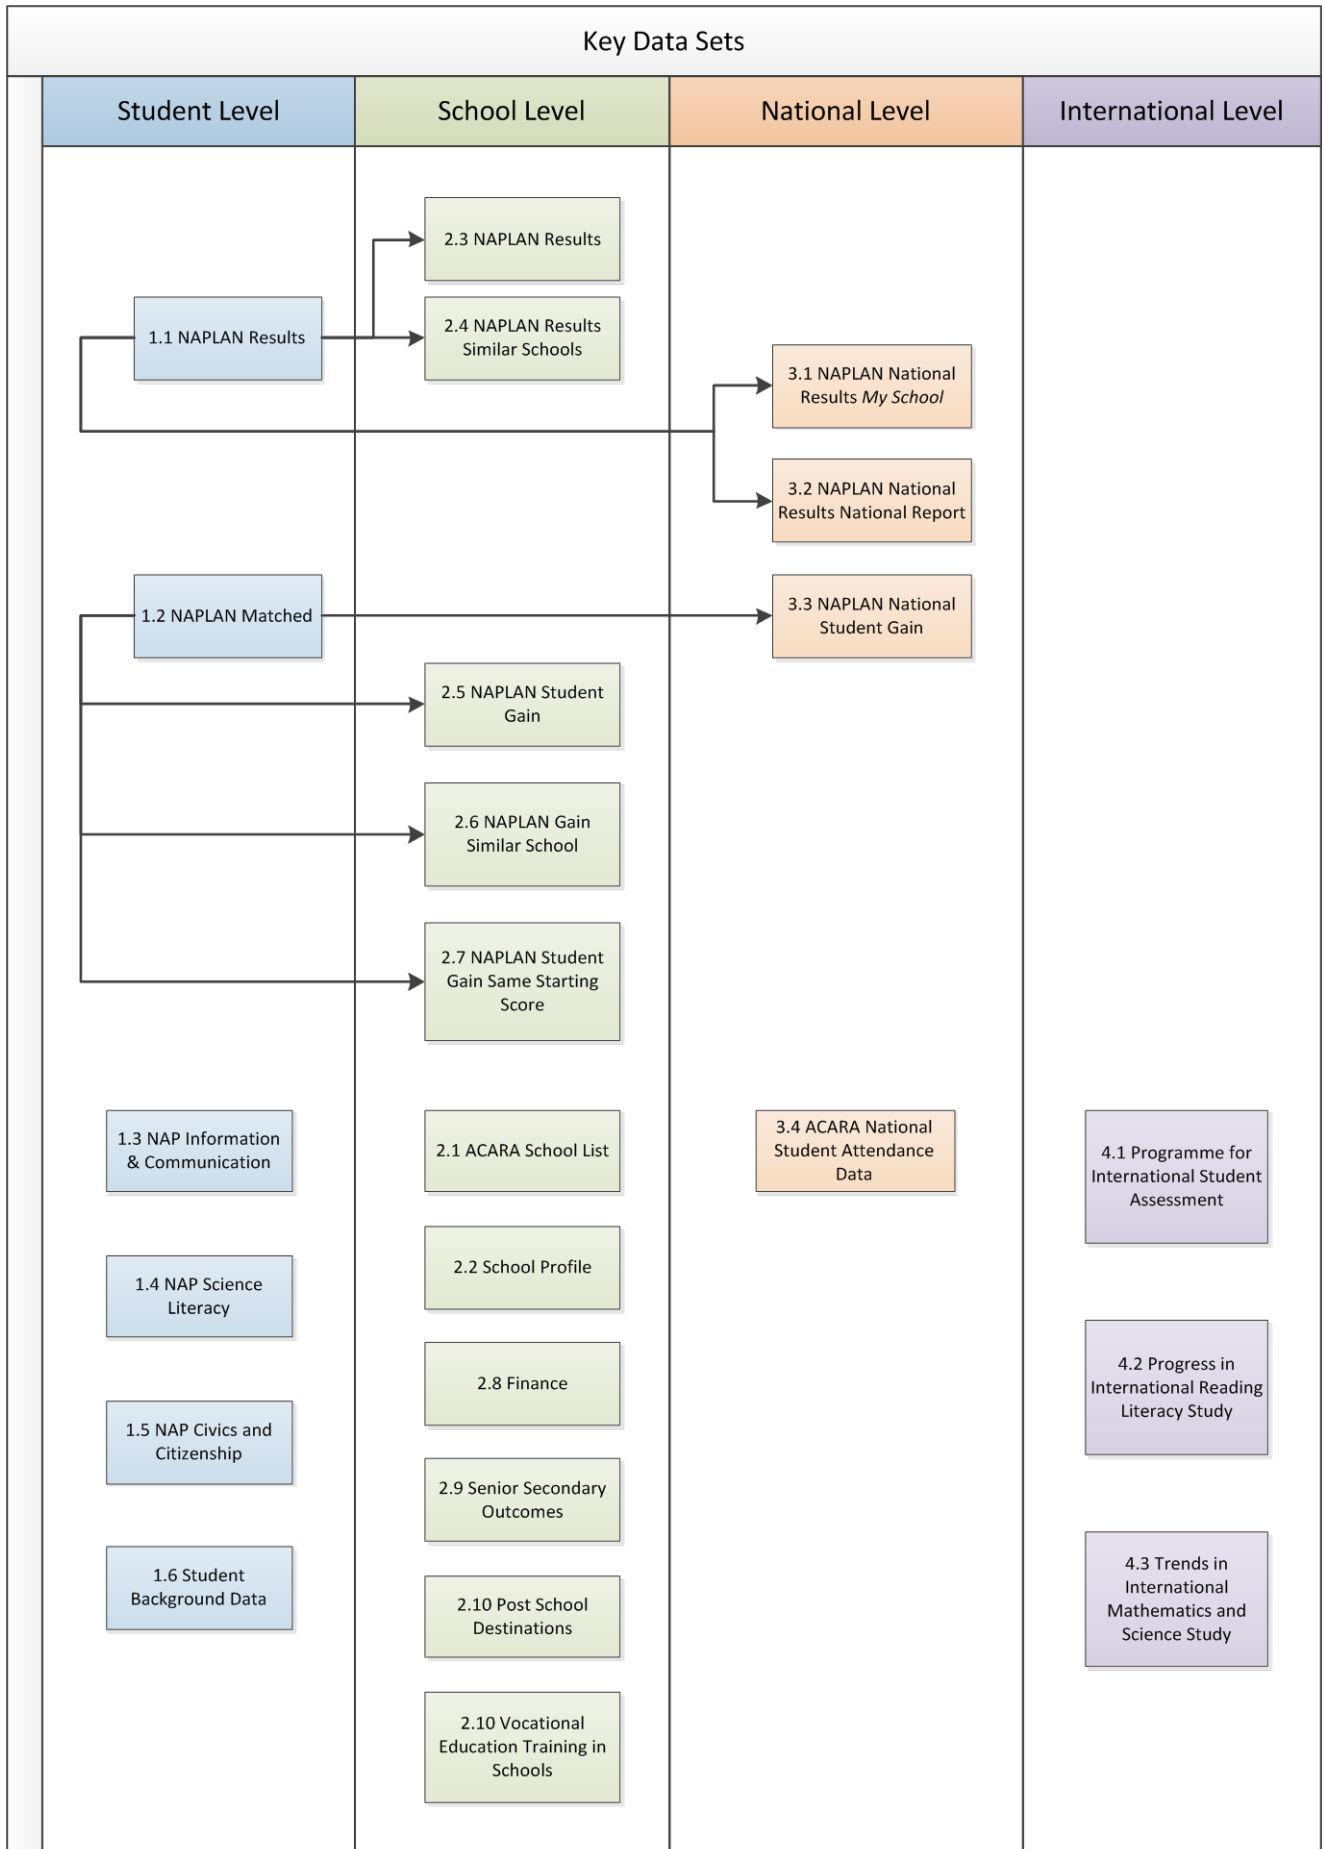 Key Data Sets
Student Level
School Level
National Level
International Level
2.3 NAPLAN Results
1.1 NAPLAN Results
2.4 NAPLAN Results
Similar Schools
3.1 NAPLAN National
Results My School
3.2 NAPLAN National
Results National Report
1.2 NAPLAN Matched
3.3 NAPLAN National
Student Gain
2.5 NAPLAN Student
Gain
2.6 NAPLAN Gain
Similar School
2.7 NAPLAN Student
Gain Same Starting
Score
1.3 NAP Information
& Communication
2.1 ACARA School List
3.4 ACARA National
Student Attendance
Data
4.1 Programme for
International Student
Assessment
1.4 NAP Science
Literacy
2.2 School Profile
2.8 Finance
4.2 Progress in
International Reading
Literacy Study
1.5 NAP Civics and
Citizenship
2.9 Senior Secondary
Outcomes
1.6 Student
Background Data
2.10 Post School
Destinations
4.3 Trends in
International
Mathematics and
Science Study
2.10 Vocational
Education Training in
Schools